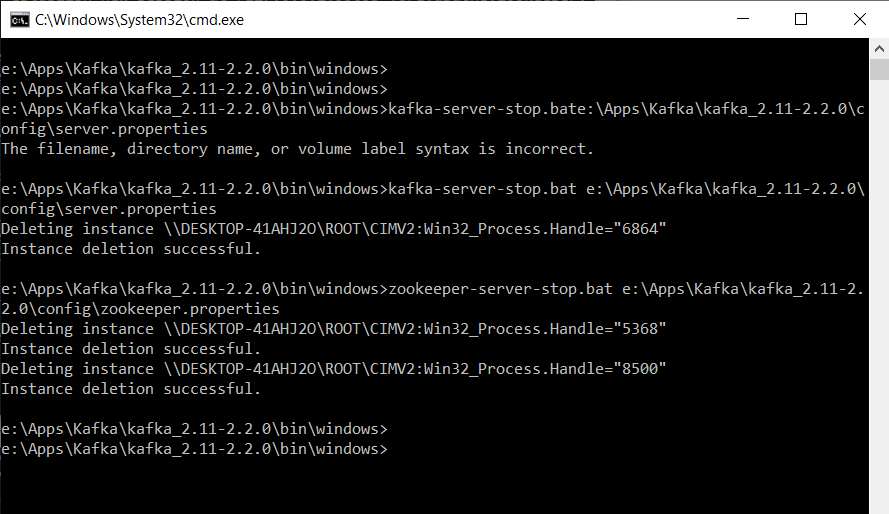 C:\Windows\System32\cmd.exe
e:\Apps\Kafka\kafka_2.11-2.2.0\bin\windows>
e:\Apps\Kafka\kafka_2.11-2.2.0\bin\windows>
e:\Apps\Kafka\kafka_2.11-2.2.0\bin\windows>kafka-server-stop.bate:\Apps\Kafka\kafka_2.11-2.2.0\c
onfig\server.properties
The filename, directory name, or volume label syntax is incorrect.
e:\Apps\Kafka\kafka_2.11-2.2.0\bin\windows>kafka-server-stop.bat e:\Apps\Kafka\kafka_2.11-2.2.0\
config\server.properties
Deleting instance \\DESKTOP-41AHJ2O\ROOT\CIMV2:Win32_Process.Handle="6864"
Instance deletion successful.
e:\Apps\Kafka\kafka_2.11-2.2.0\bin\windows>zookeeper-server-stop.bat e:\Apps\Kafka\kafka_2.11-2.
2.0\config\zookeeper.properties
Deleting instance \\DESKTOP-41AHJ2O\ROOT\CIMV2:Win32_Process.Handle="5368"
Instance deletion successful.
Deleting instance \\DESKTOP-41AHJ2O\ROOT\CIMV2:Win32_Process.Handle="8500"
Instance deletion successful.
e:\Apps\Kafka\kafka_2.11-2.2.0\bin\windows>
e:\Apps\Kafka\kafka_2.11-2.2.0\bin\windows>